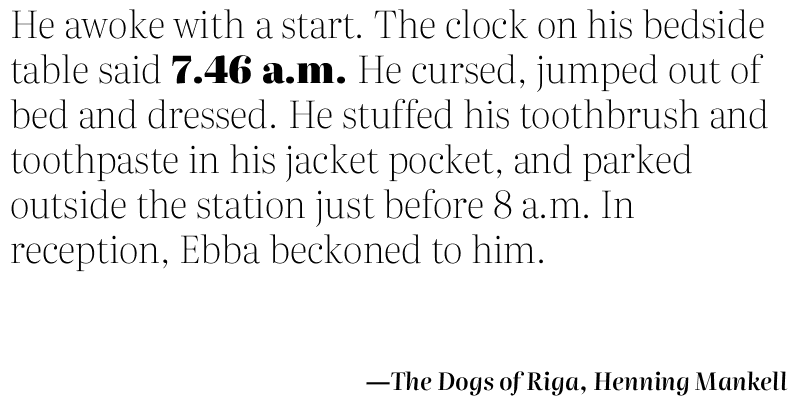 He awoke with a start. The clock on his bedside
table said 7.46 a.m. He cursed, jumped out of
bed and dressed. He stuffed his toothbrush and
toothpaste in his jacket pocket, and parked
outside the station just before 8 a.m. In
reception, Ebba beckoned to him.
—The Dogs of Riga, Henning Mankell